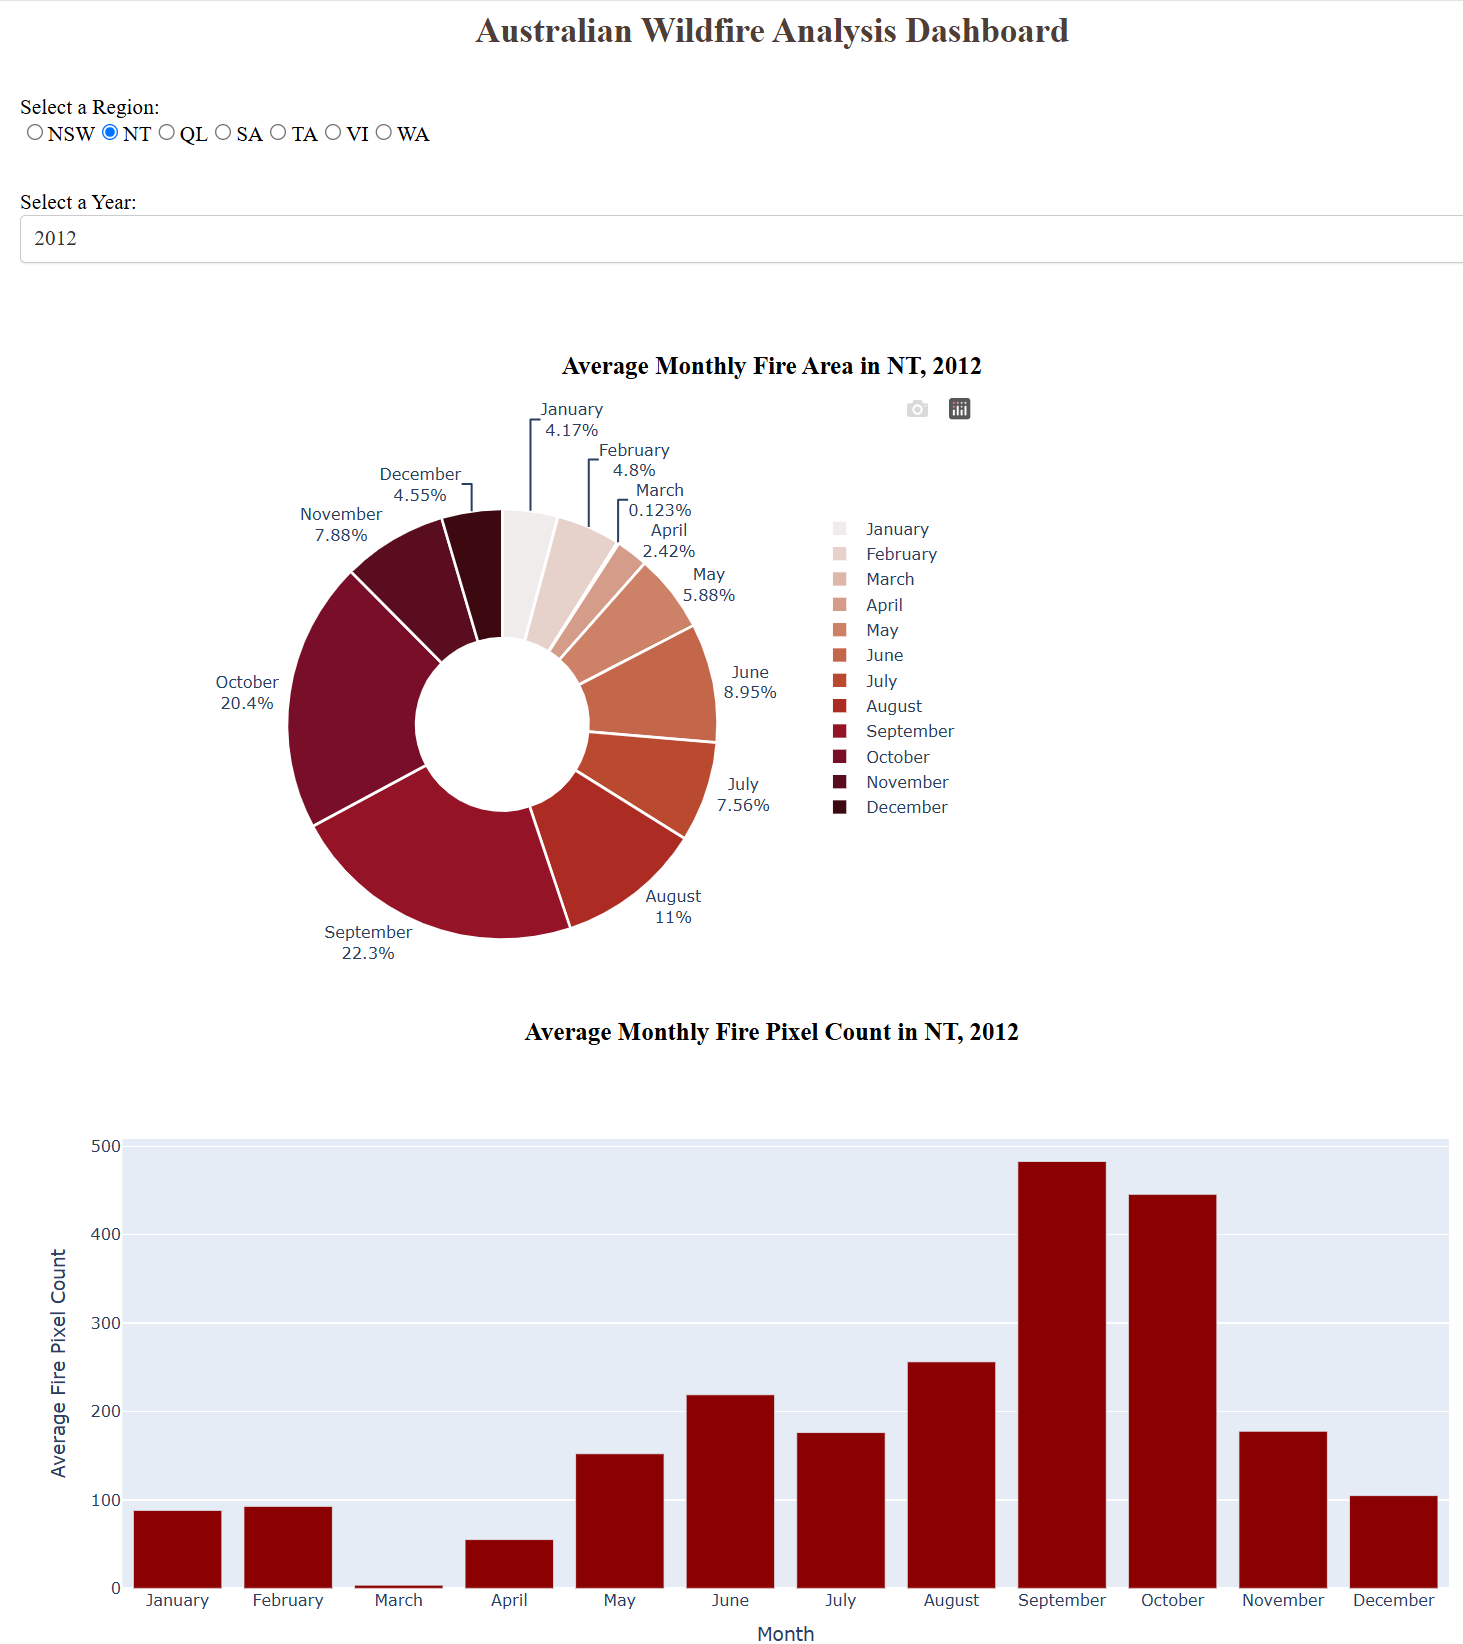 Australian Wildfire Analysis Dashboard
Select a Region:
NSW NT QL SA TA VI WA
Select a Year:
2012
Average Monthly Fire Area in NT, 2012
January
4.17%
February
4.8%
March
0.123%
April
2.42%
May
5.88%
June
8.95%
July
7.56%
August
11%
September
22.3%
October
20.4%
November
7.88%
December
4.55%
January
February
March
April
May
June
July
August
September
October
November
December
Average Monthly Fire Pixel Count in NT, 2012
Average Fire Pixel Count
500
400
300
200
100
0
January February March April May June July August September October November December
Month